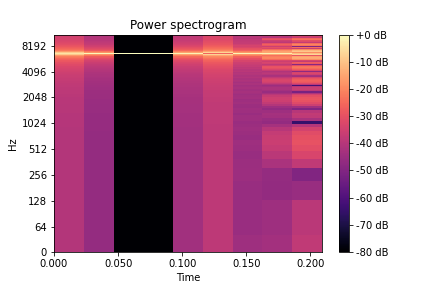 Power spectrogram
8192
4096
2048
1024
512
256
128
64
0
Hz
0.000 0.050 0.100 0.150 0.200
Time
+0 dB
-10 dB
-20 dB
-30 dB
-40 dB
-50 dB
-60 dB
-70 dB
-80 dB